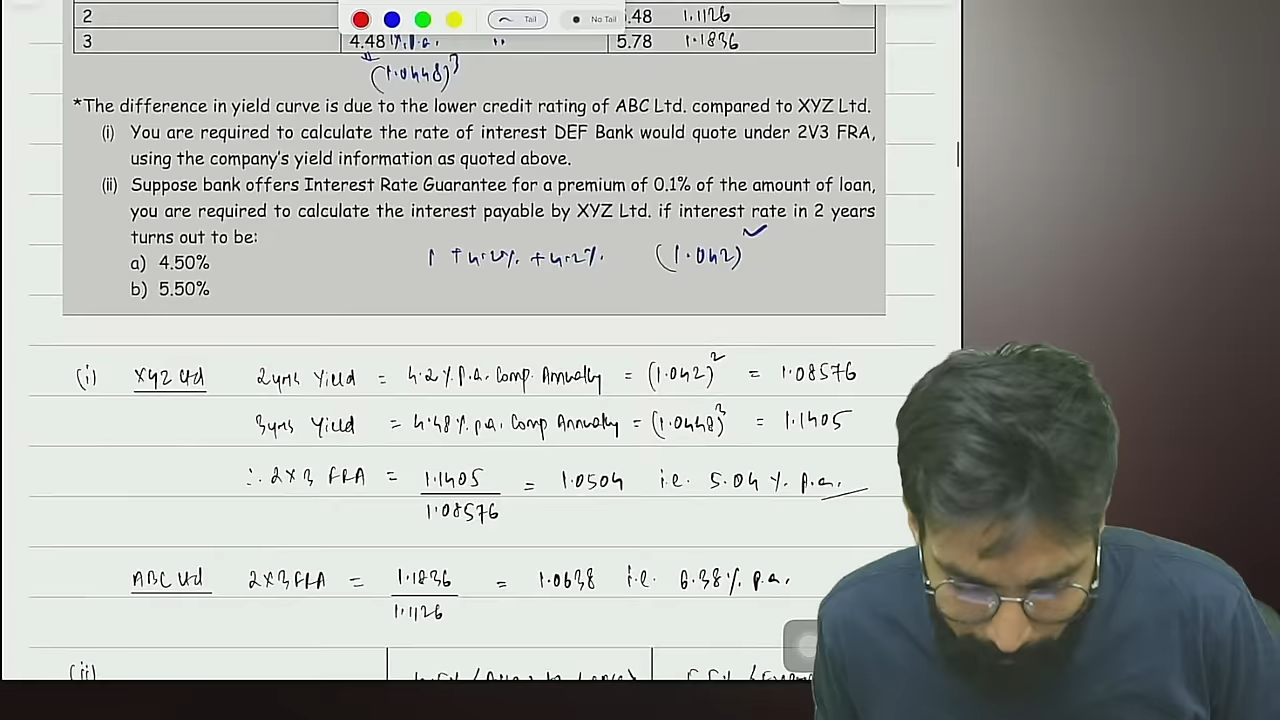 Tail No Tail
2 .48 1.1126
3 4.48 %p.a. " 5.78 1.1836
(1.0448)³
*The difference in yield curve is due to the lower credit rating of ABC Ltd. compared to XYZ Ltd.
(i) You are required to calculate the rate of interest DEF Bank would quote under 2V3 FRA,
using the company's yield information as quoted above.
(ii) Suppose bank offers Interest Rate Guarantee for a premium of 0.1% of the amount of loan,
you are required to calculate the interest payable by XYZ Ltd. if interest rate in 2 years
turns out to be:
1 + 4.2% + 4.2% (1.042)
a) 4.50%
b) 5.50%
(i) XYZ Ltd 2yrs Yield = 4.2 % p.a. Comp. Annually = (1.042)² = 1.08576
3yrs Yield = 4.48 % p.a. Comp Annually = (1.0448)³ = 1.1405
∴ 2x3 FRA = 1.1405 = 1.0504 i.e. 5.04 % p.a.
1.08576
ABC Ltd 2x3 FRA = 1.1836 = 1.0638 i.e. 6.38% p.a.
1.1126
(ii)